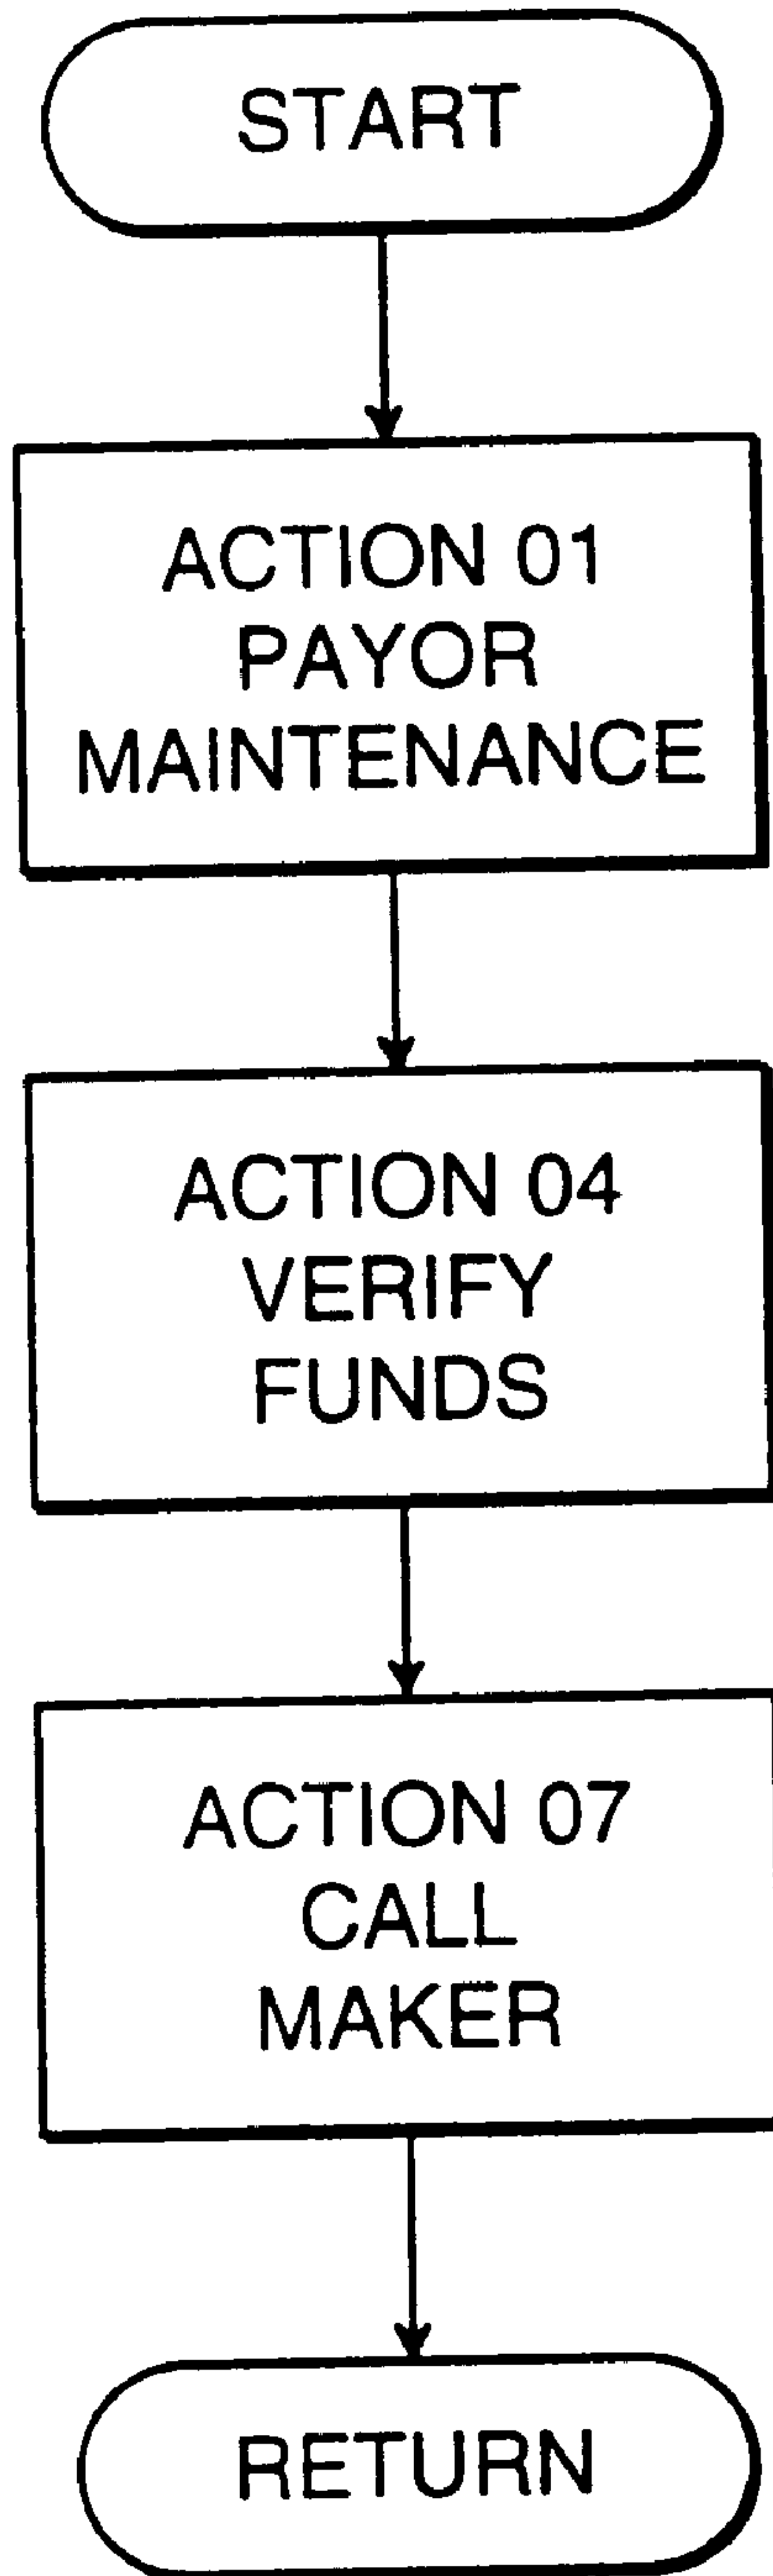 START
ACTION 01
PAYOR
MAINTENANCE
ACTION 04
VERIFY
FUNDS
ACTION 07
CALL
MAKER
RETURN